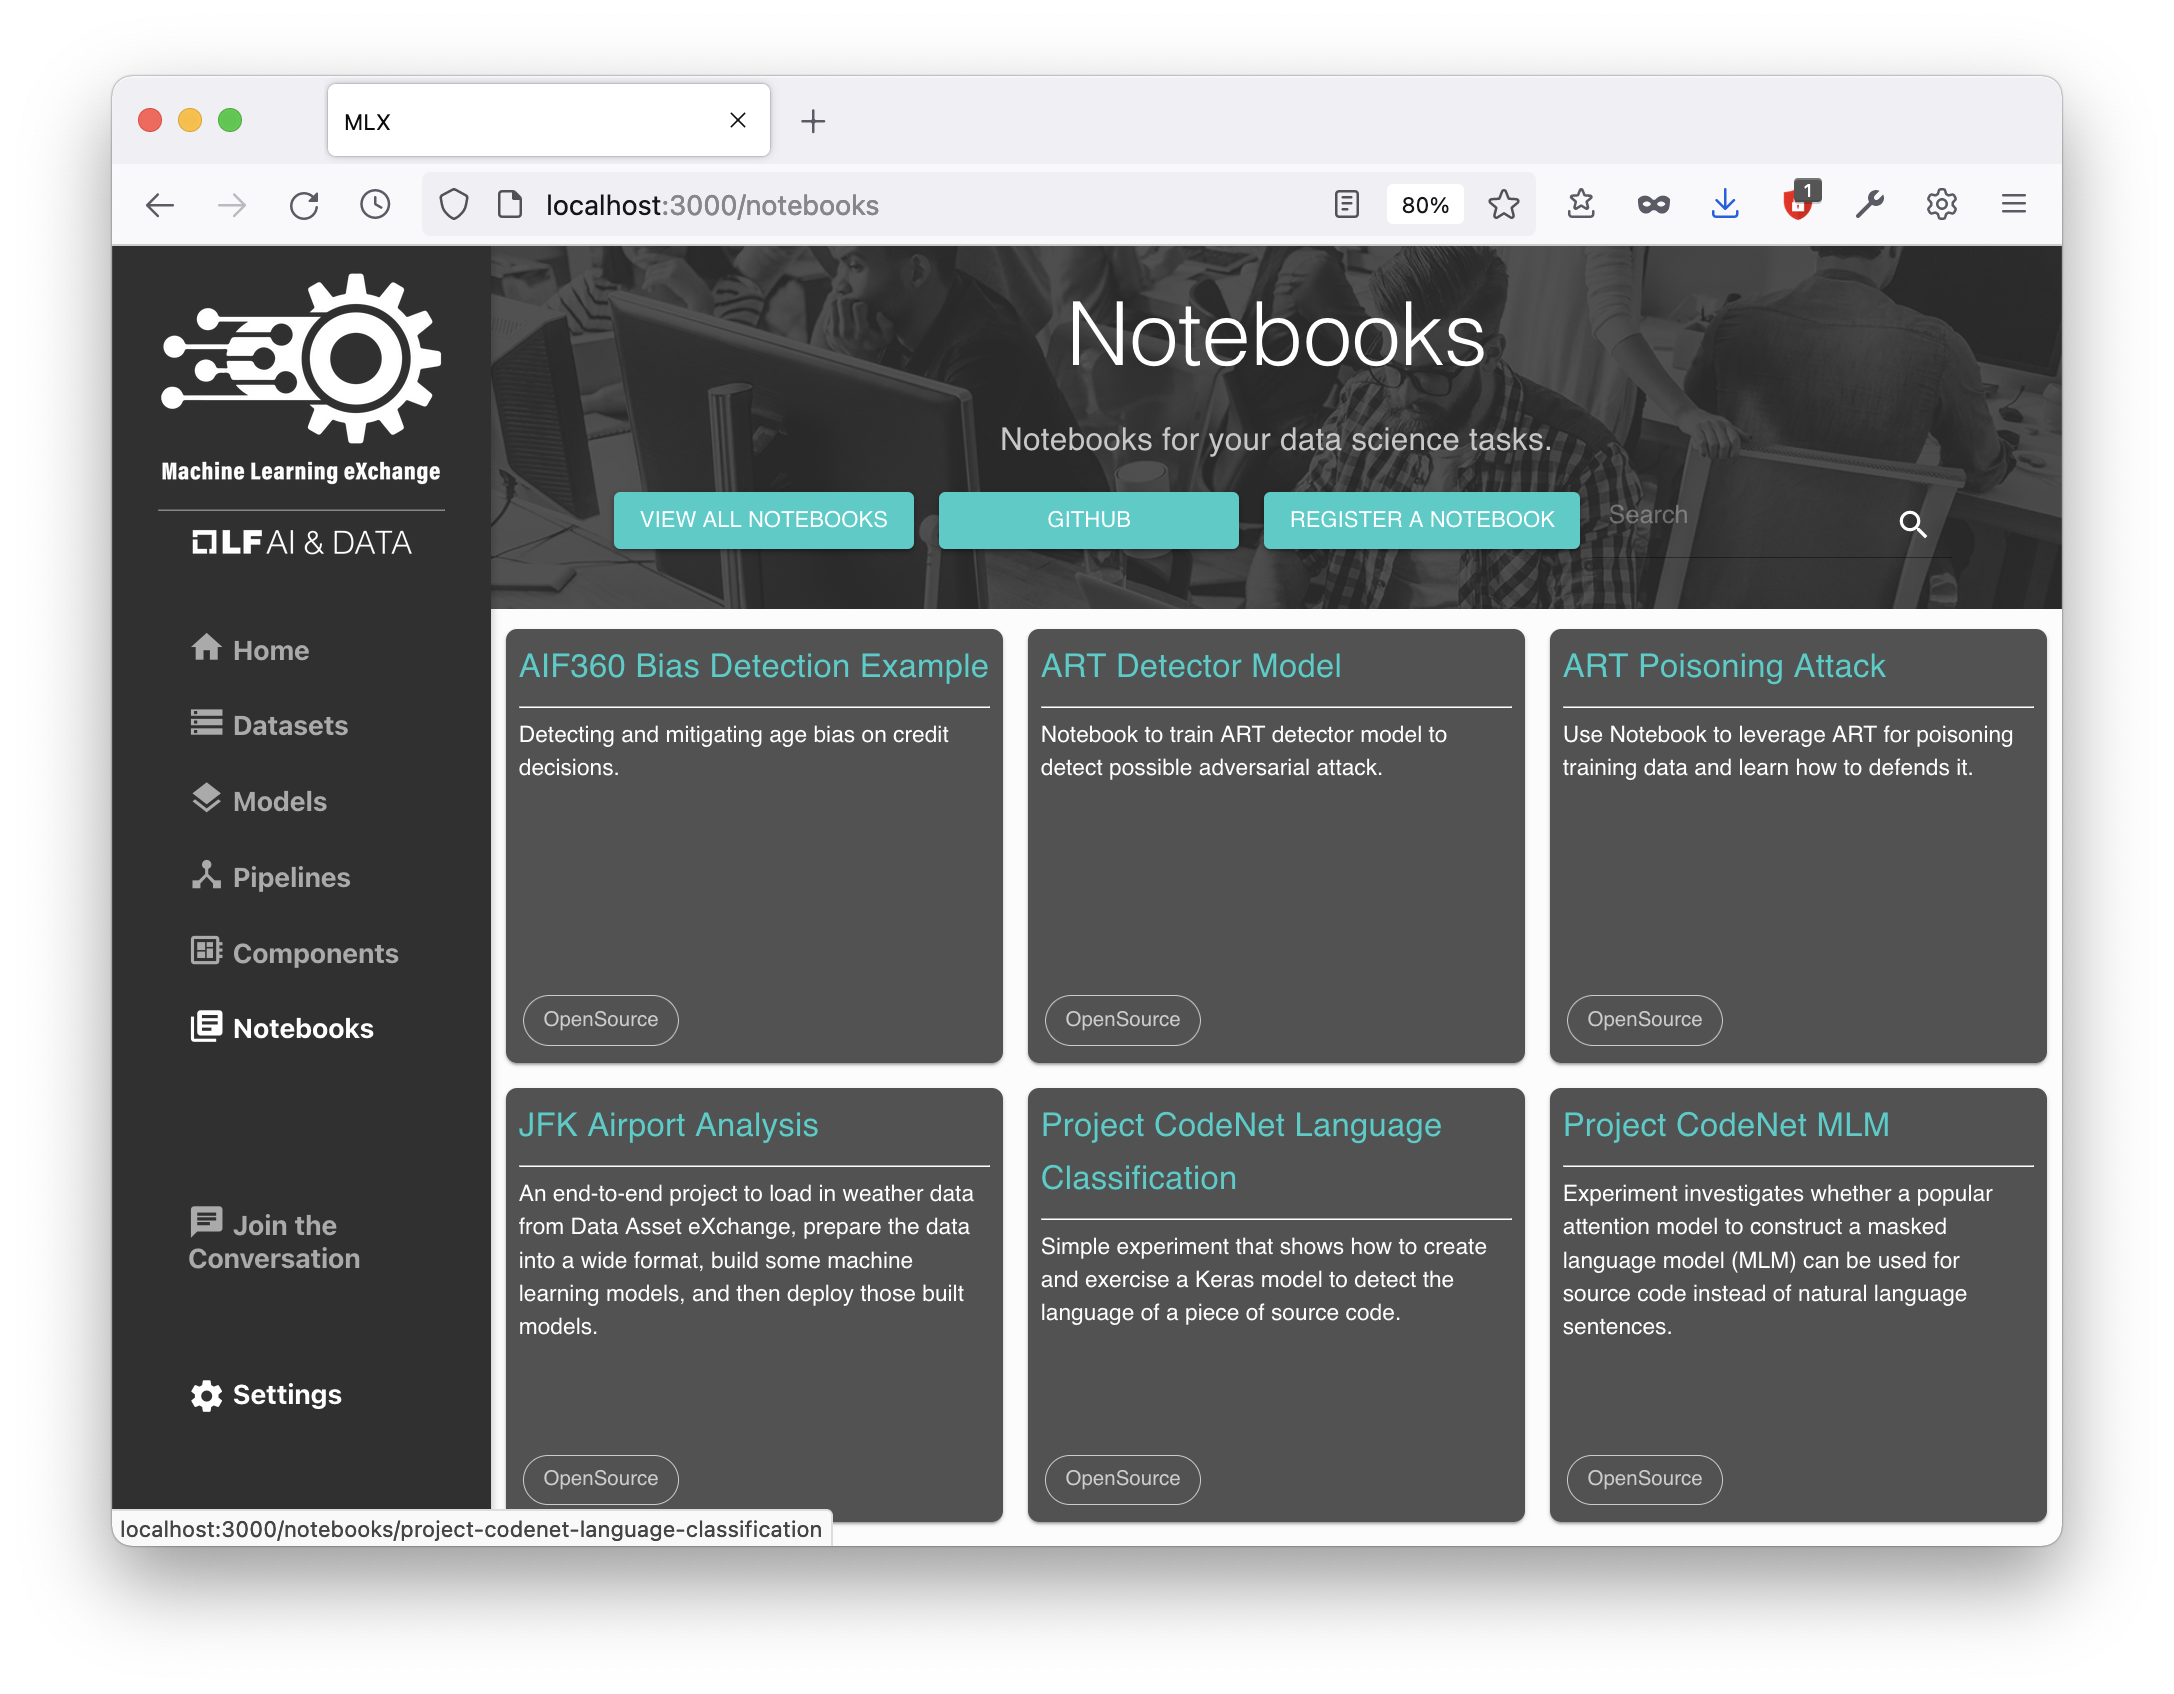 MLX
localhost:3000/notebooks
80%
1
Machine Learning eXchange
LF AI & DATA
Home
Datasets
Models
Pipelines
Components
Notebooks
Join the
Conversation
Settings
Notebooks
Notebooks for your data science tasks.
VIEW ALL NOTEBOOKS
GITHUB
REGISTER A NOTEBOOK
Search
AIF360 Bias Detection Example
Detecting and mitigating age bias on credit
decisions.
OpenSource
ART Detector Model
Notebook to train ART detector model to
detect possible adversarial attack.
OpenSource
ART Poisoning Attack
Use Notebook to leverage ART for poisoning
training data and learn how to defends it.
OpenSource
JFK Airport Analysis
An end-to-end project to load in weather data
from Data Asset eXchange, prepare the data
into a wide format, build some machine
learning models, and then deploy those built
models.
OpenSource
Project CodeNet Language
Classification
Simple experiment that shows how to create
and exercise a Keras model to detect the
language of a piece of source code.
OpenSource
Project CodeNet MLM
Experiment investigates whether a popular
attention model to construct a masked
language model (MLM) can be used for
source code instead of natural language
sentences.
OpenSource
localhost:3000/notebooks/project-codenet-language-classification